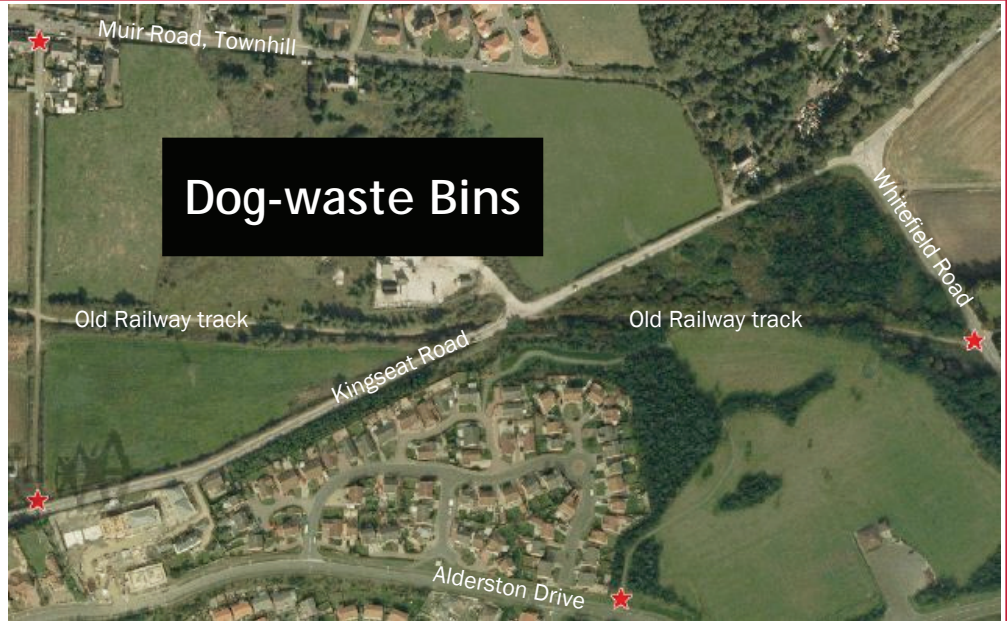 Muir Road, Townhill
Dog-waste Bins
Whitefield Road
Old Railway track
Old Railway track
Kingseat Road
Alderston Drive